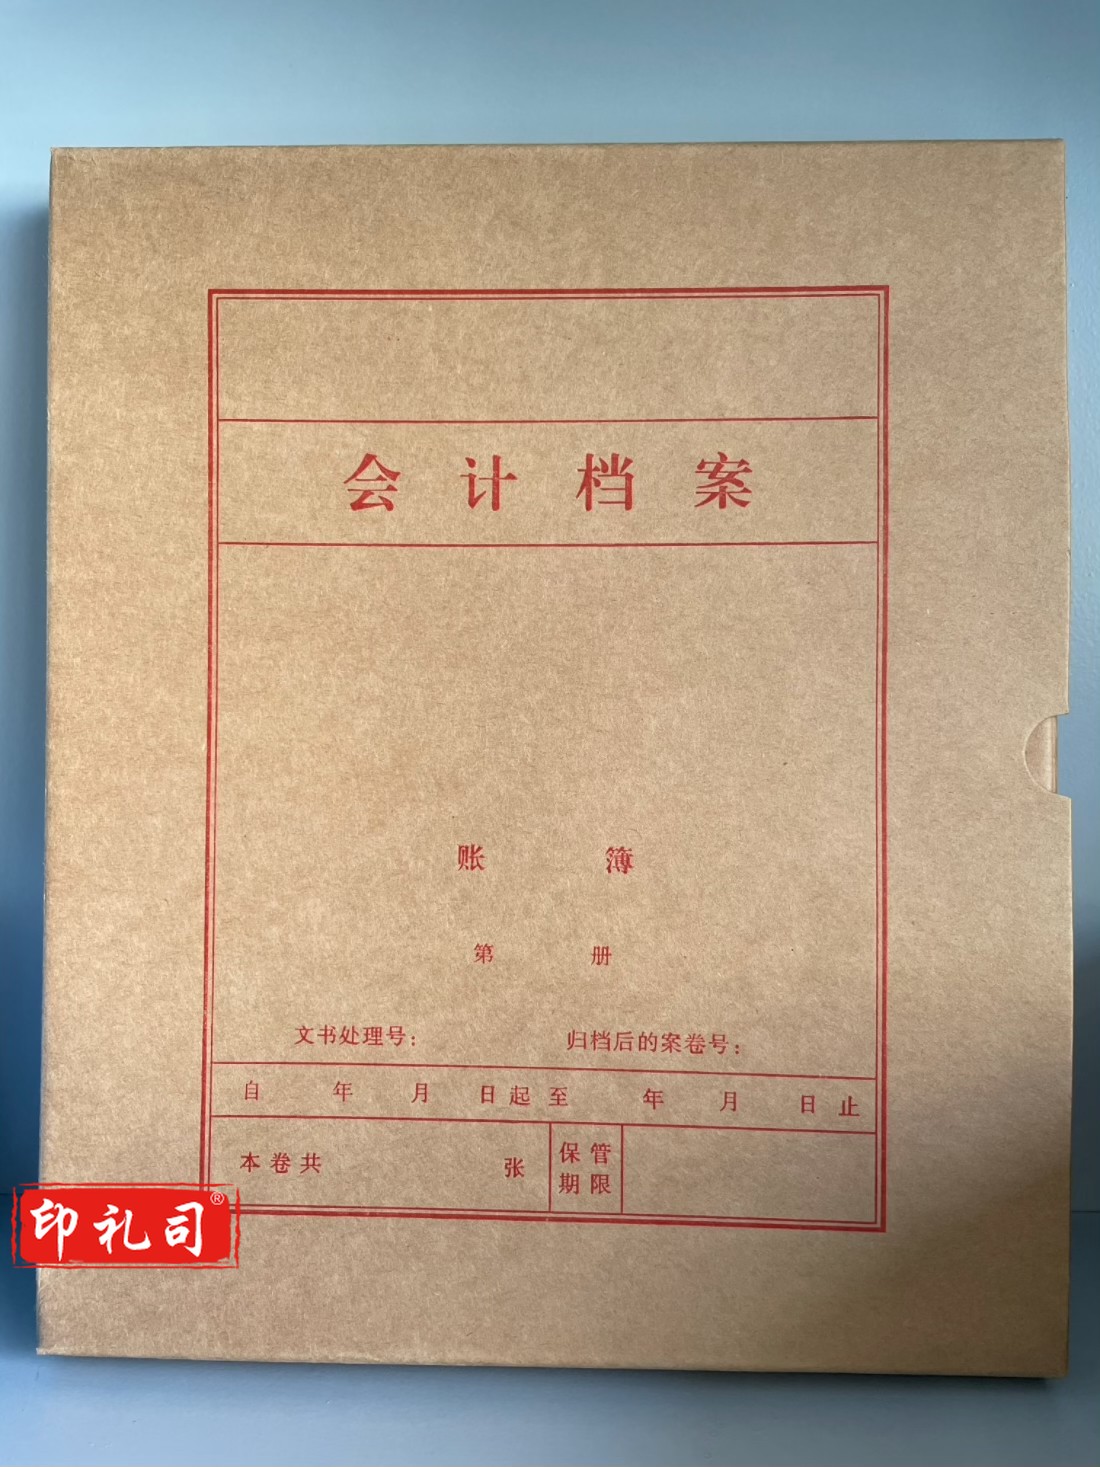 会计档案
账簿
第 册
文书处理号： 归档后的案卷号：
自 年 月 日起至 年 月 日止
本卷共 张 保管期限
印礼司®